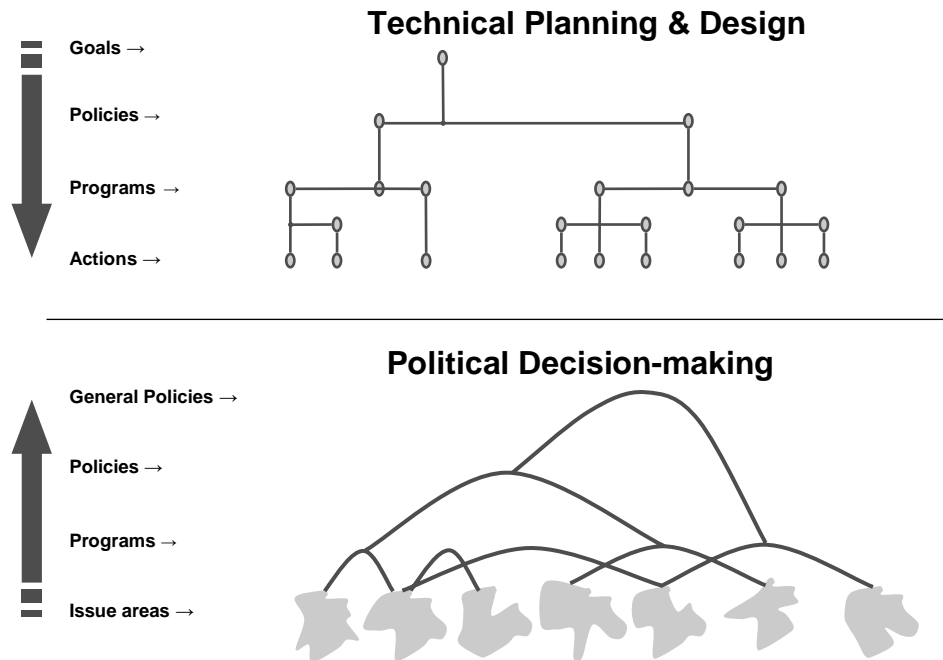 Technical Planning & Design
Goals →
Policies →
Programs →
Actions →
Political Decision-making
General Policies →
Policies →
Programs →
Issue areas →